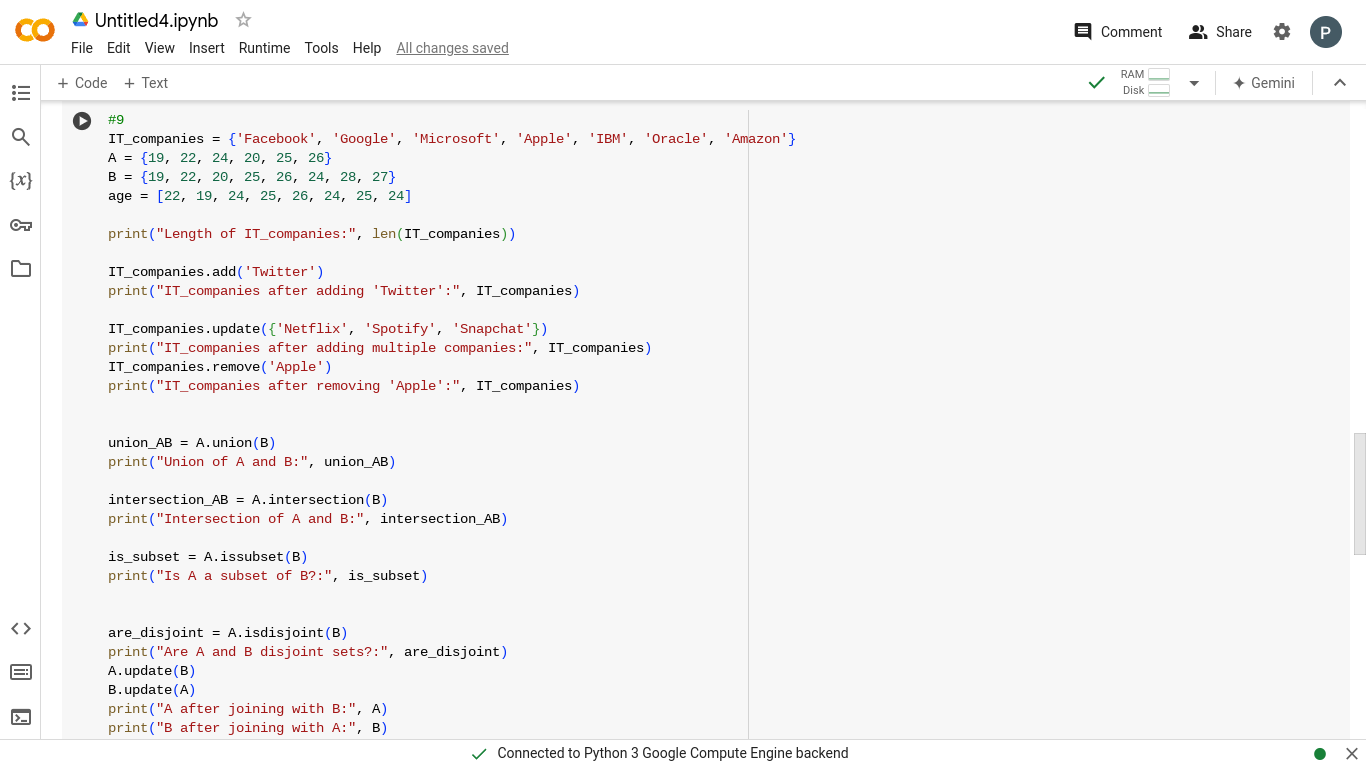 Untitled4.ipynb
File Edit View Insert Runtime Tools Help All changes saved
Comment Share P
+ Code + Text
RAM
Disk
Gemini
{x}
#9
IT_companies = {'Facebook', 'Google', 'Microsoft', 'Apple', 'IBM', 'Oracle', 'Amazon'}
A = {19, 22, 24, 20, 25, 26}
B = {19, 22, 20, 25, 26, 24, 28, 27}
age = [22, 19, 24, 25, 26, 24, 25, 24]
print("Length of IT_companies:", len(IT_companies))
IT_companies.add('Twitter')
print("IT_companies after adding 'Twitter':", IT_companies)
IT_companies.update({'Netflix', 'Spotify', 'Snapchat'})
print("IT_companies after adding multiple companies:", IT_companies)
IT_companies.remove('Apple')
print("IT_companies after removing 'Apple':", IT_companies)
union_AB = A.union(B)
print("Union of A and B:", union_AB)
intersection_AB = A.intersection(B)
print("Intersection of A and B:", intersection_AB)
is_subset = A.issubset(B)
print("Is A a subset of B?:", is_subset)
are_disjoint = A.isdisjoint(B)
print("Are A and B disjoint sets?:", are_disjoint)
A.update(B)
B.update(A)
print("A after joining with B:", A)
print("B after joining with A:", B)
Connected to Python 3 Google Compute Engine backend